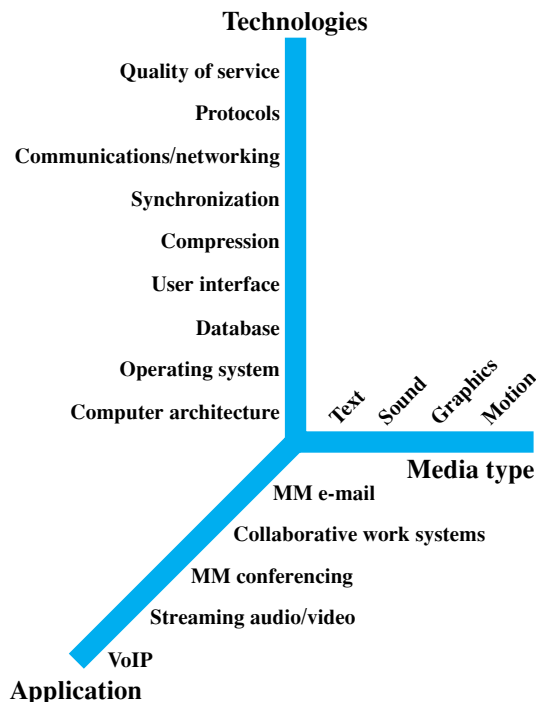 Technologies
Quality of service
Protocols
Communications/networking
Synchronization
Compression
User interface
Database
Operating system
Computer architecture
Text
Sound
Graphics
Motion
Media type
MM e-mail
Collaborative work systems
MM conferencing
Streaming audio/video
VoIP
Application